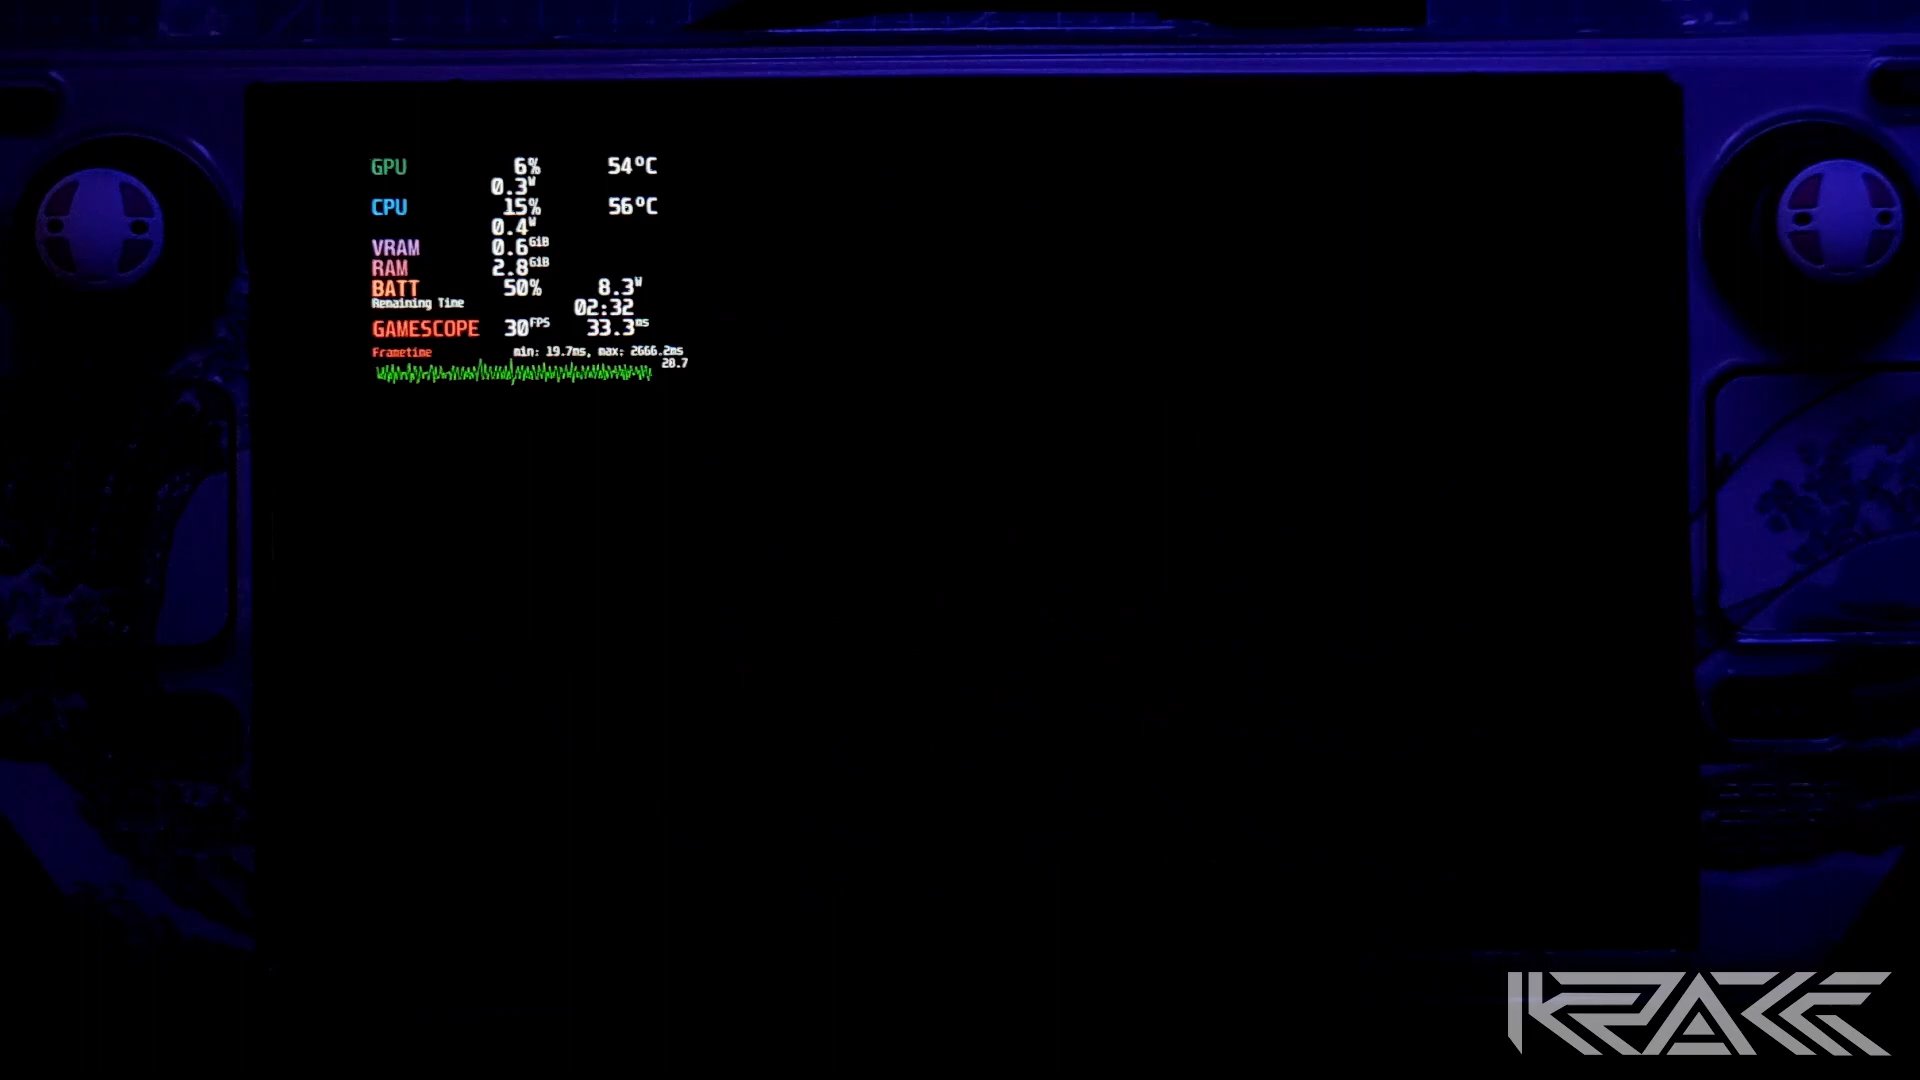 GPU 6% 54°C
0.3W
CPU 15% 56°C
0.4W
VRAM 0.6GiB
RAM 2.8GiB
BATT 50% 8.3W
Remaining Time 02:32
GAMESCOPE 30FPS 33.3ms
Frametime min: 19.7ms, max: 2666.2ms
20.7